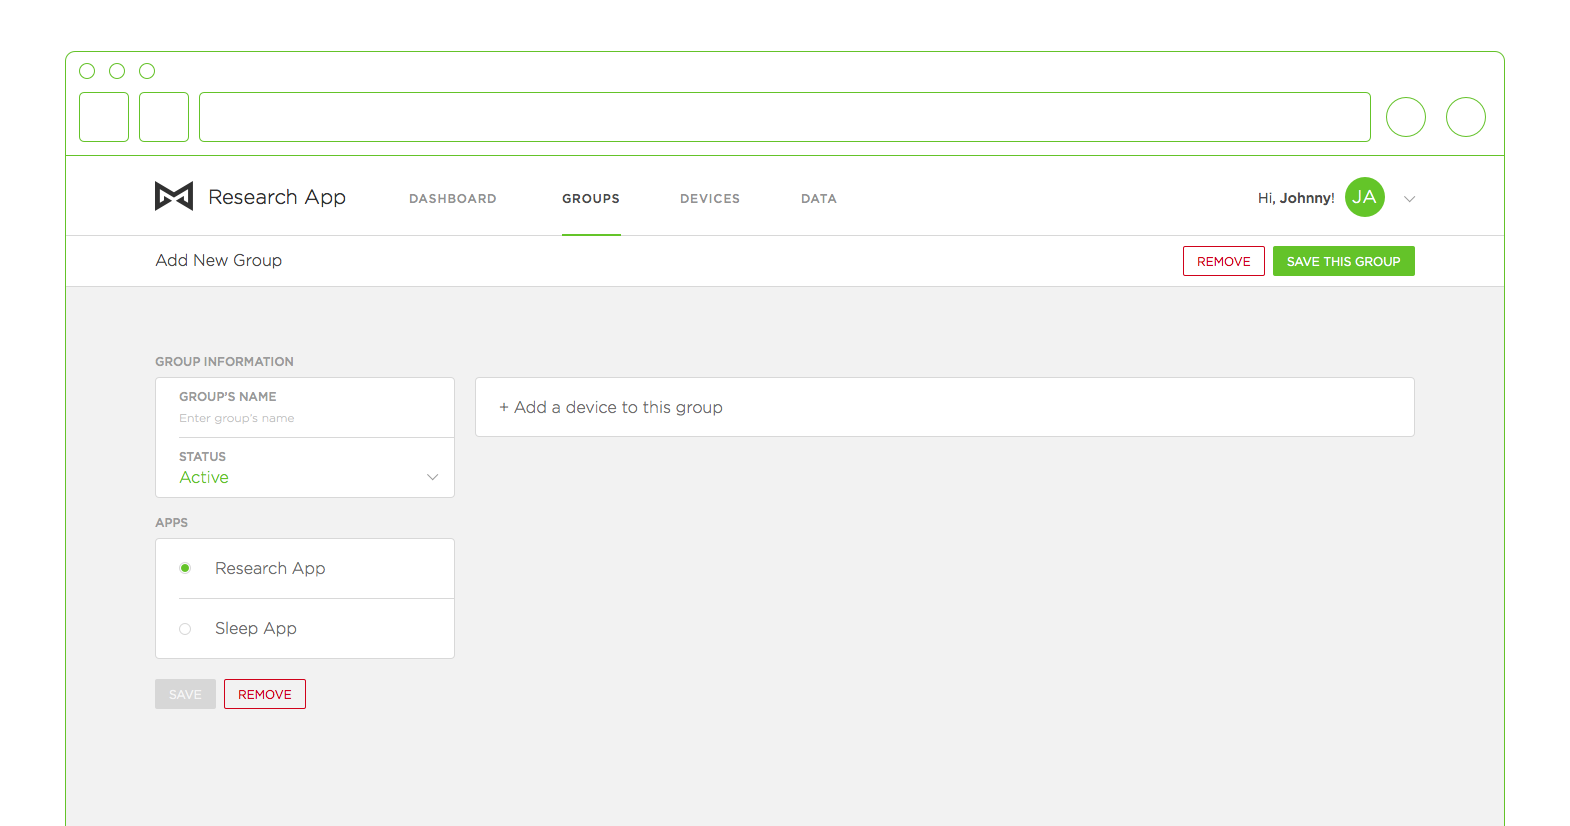 Research App
DASHBOARD
GROUPS
DEVICES
DATA
Hi, Johnny!
JA
Add New Group
REMOVE
SAVE THIS GROUP
GROUP INFORMATION
GROUP'S NAME
Enter group's name
STATUS
Active
+ Add a device to this group
APPS
Research App
Sleep App
SAVE
REMOVE